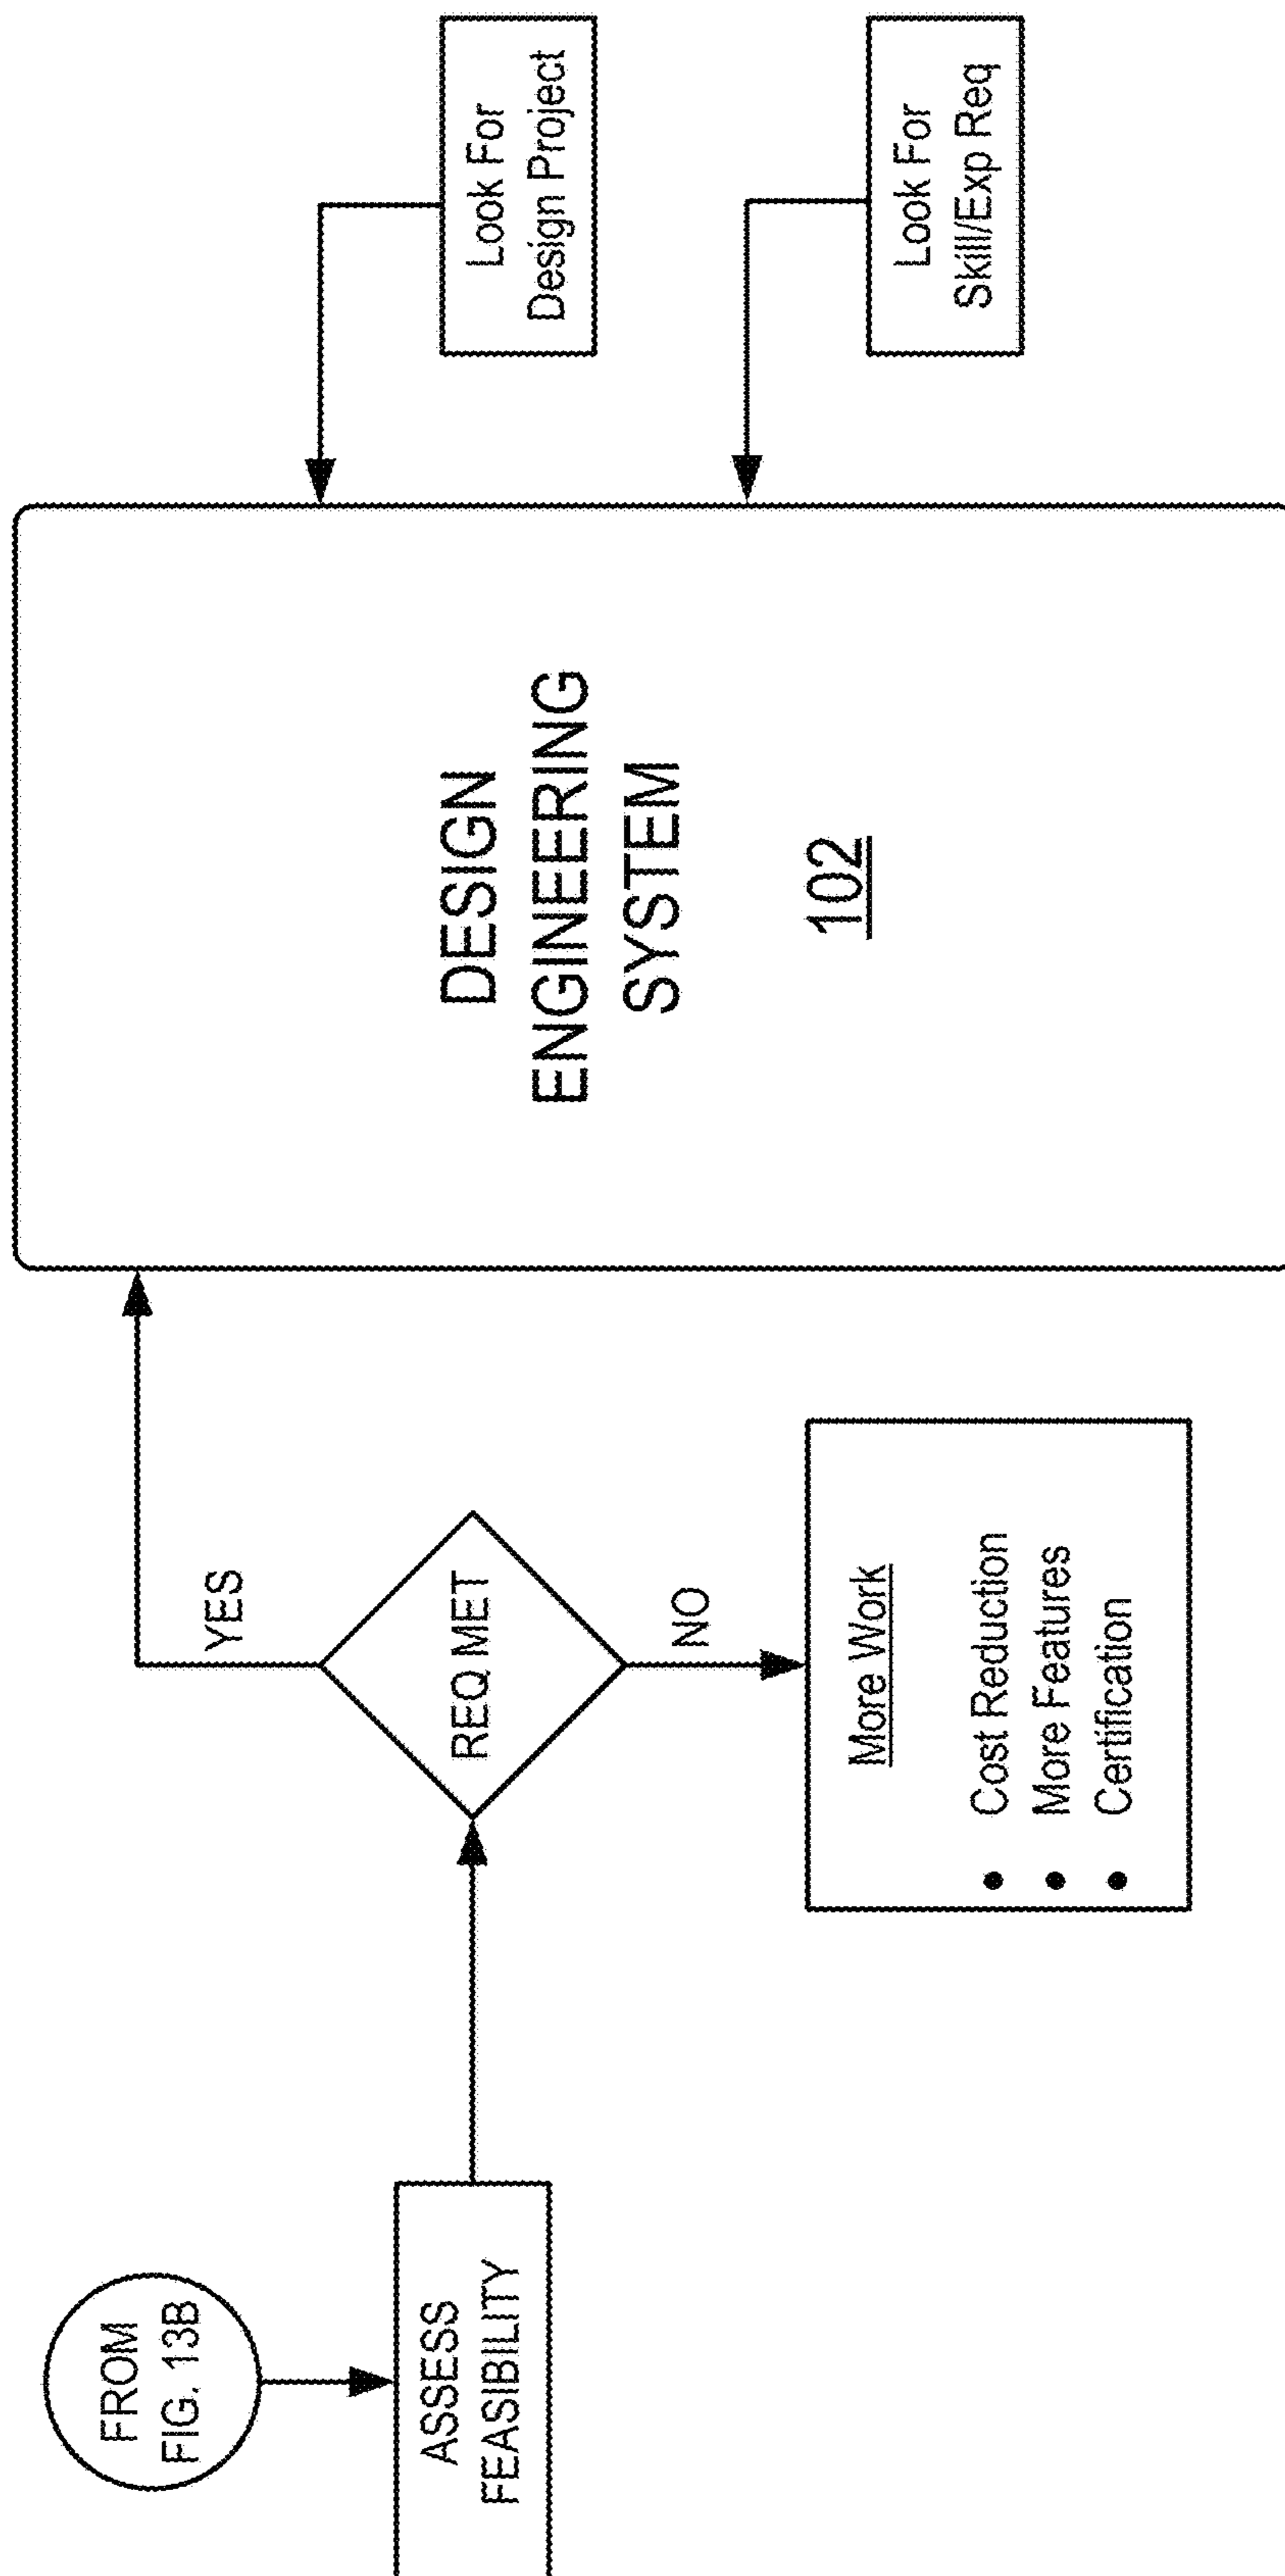 FROM
FIG. 13B
ASSESS
FEASIBILITY
REQ MET
YES
NO
More Work
• Cost Reduction
• More Features
• Certification
DESIGN
ENGINEERING
SYSTEM
102
Look For
Design Project
Look For
Skill/Exp Req